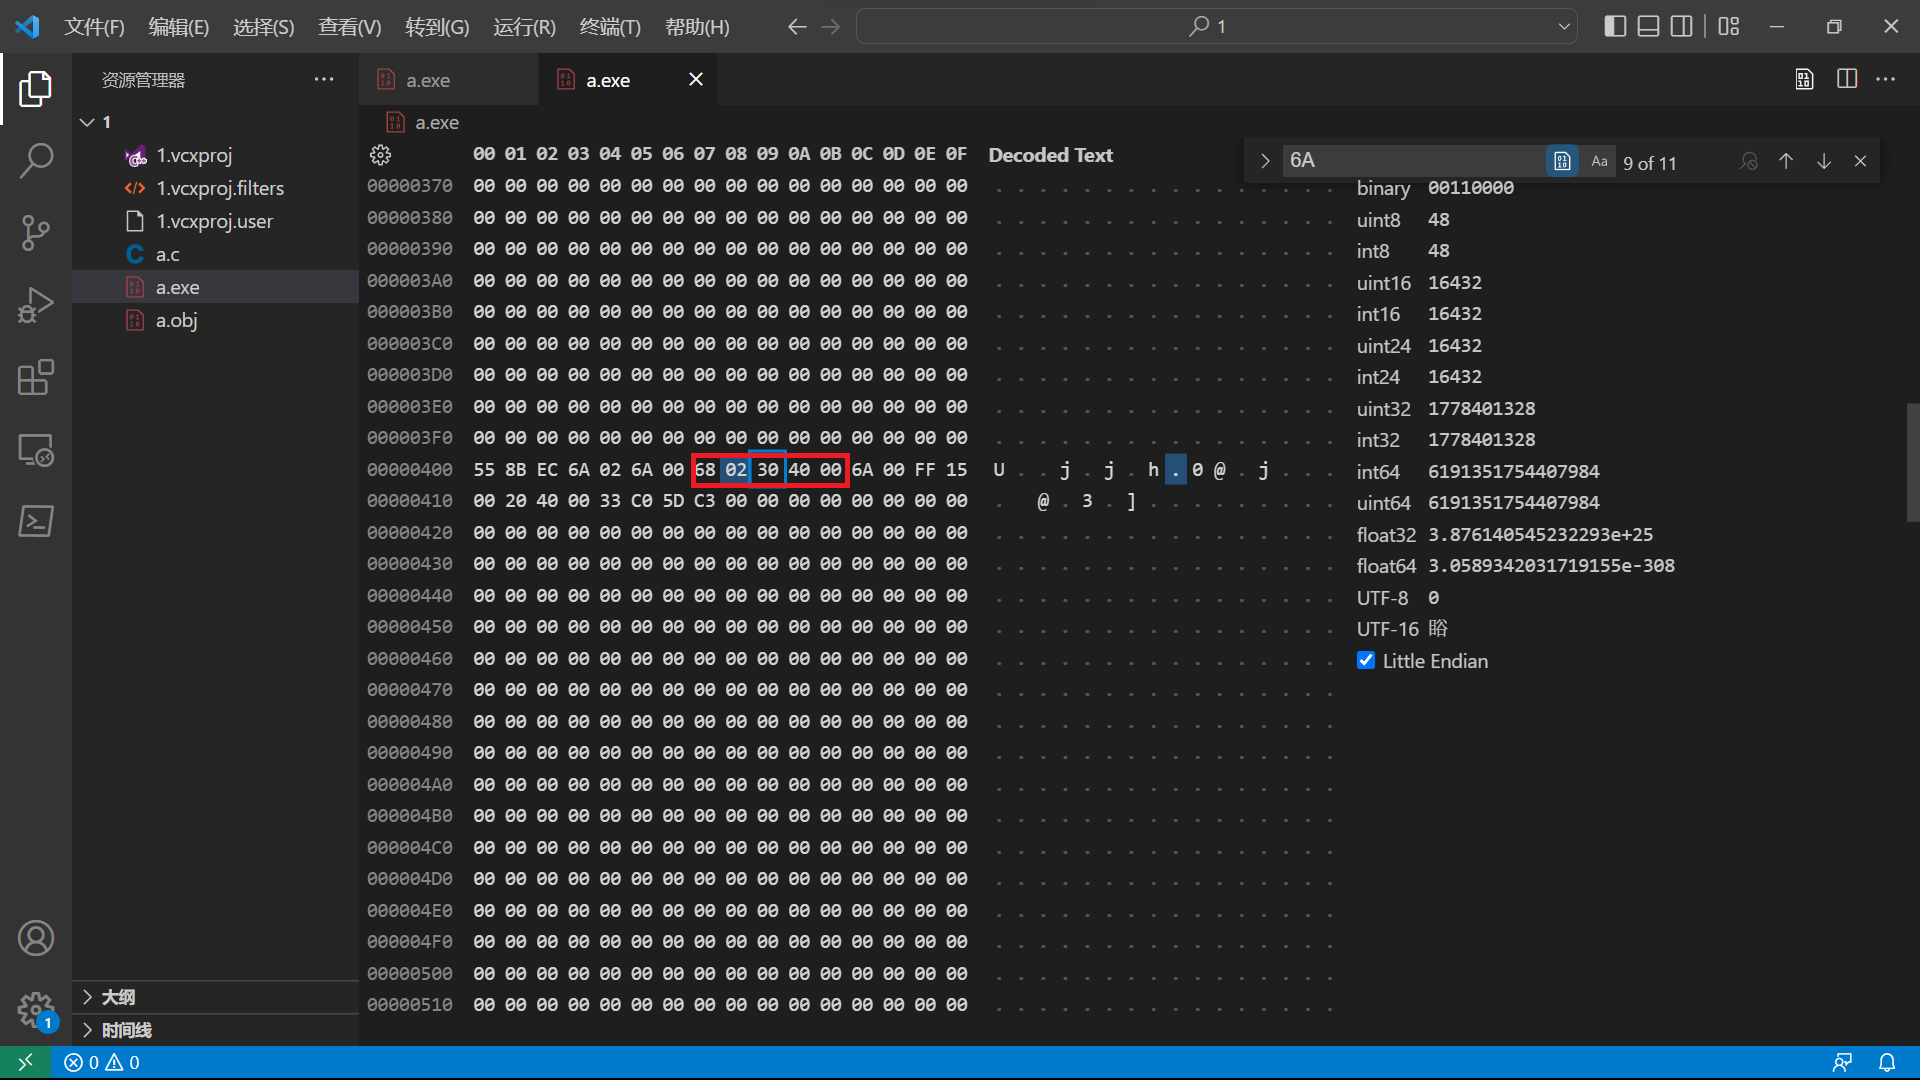 文件(F) 编辑(E) 选择(S) 查看(V) 转到(G) 运行(R) 终端(T) 帮助(H) 1
资源管理器
1
1.vcxproj
1.vcxproj.filters
1.vcxproj.user
a.c
a.exe
a.obj
大纲
时间线
a.exe a.exe
a.exe
6A Aa 9 of 11
00 01 02 03 04 05 06 07 08 09 0A 0B 0C 0D 0E 0F Decoded Text
00000370 00 00 00 00 00 00 00 00 00 00 00 00 00 00 00 00 . . . . . . . . . . . . . . . .
00000380 00 00 00 00 00 00 00 00 00 00 00 00 00 00 00 00 . . . . . . . . . . . . . . . .
00000390 00 00 00 00 00 00 00 00 00 00 00 00 00 00 00 00 . . . . . . . . . . . . . . . .
000003A0 00 00 00 00 00 00 00 00 00 00 00 00 00 00 00 00 . . . . . . . . . . . . . . . .
000003B0 00 00 00 00 00 00 00 00 00 00 00 00 00 00 00 00 . . . . . . . . . . . . . . . .
000003C0 00 00 00 00 00 00 00 00 00 00 00 00 00 00 00 00 . . . . . . . . . . . . . . . .
000003D0 00 00 00 00 00 00 00 00 00 00 00 00 00 00 00 00 . . . . . . . . . . . . . . . .
000003E0 00 00 00 00 00 00 00 00 00 00 00 00 00 00 00 00 . . . . . . . . . . . . . . . .
000003F0 00 00 00 00 00 00 00 00 00 00 00 00 00 00 00 00 . . . . . . . . . . . . . . . .
00000400 55 8B EC 6A 02 6A 00 68 02 30 40 00 6A 00 FF 15 U . . j . j . h . 0 @ . j .
00000410 00 20 40 00 33 C0 5D C3 00 00 00 00 00 00 00 00 . @ . 3 . ] . . . . . . . . .
00000420 00 00 00 00 00 00 00 00 00 00 00 00 00 00 00 00 . . . . . . . . . . . . . . . .
00000430 00 00 00 00 00 00 00 00 00 00 00 00 00 00 00 00 . . . . . . . . . . . . . . . .
00000440 00 00 00 00 00 00 00 00 00 00 00 00 00 00 00 00 . . . . . . . . . . . . . . . .
00000450 00 00 00 00 00 00 00 00 00 00 00 00 00 00 00 00 . . . . . . . . . . . . . . . .
00000460 00 00 00 00 00 00 00 00 00 00 00 00 00 00 00 00 . . . . . . . . . . . . . . . .
00000470 00 00 00 00 00 00 00 00 00 00 00 00 00 00 00 00 . . . . . . . . . . . . . . . .
00000480 00 00 00 00 00 00 00 00 00 00 00 00 00 00 00 00 . . . . . . . . . . . . . . . .
00000490 00 00 00 00 00 00 00 00 00 00 00 00 00 00 00 00 . . . . . . . . . . . . . . . .
000004A0 00 00 00 00 00 00 00 00 00 00 00 00 00 00 00 00 . . . . . . . . . . . . . . . .
000004B0 00 00 00 00 00 00 00 00 00 00 00 00 00 00 00 00 . . . . . . . . . . . . . . . .
000004C0 00 00 00 00 00 00 00 00 00 00 00 00 00 00 00 00 . . . . . . . . . . . . . . . .
000004D0 00 00 00 00 00 00 00 00 00 00 00 00 00 00 00 00 . . . . . . . . . . . . . . . .
000004E0 00 00 00 00 00 00 00 00 00 00 00 00 00 00 00 00 . . . . . . . . . . . . . . . .
000004F0 00 00 00 00 00 00 00 00 00 00 00 00 00 00 00 00 . . . . . . . . . . . . . . . .
00000500 00 00 00 00 00 00 00 00 00 00 00 00 00 00 00 00 . . . . . . . . . . . . . . . .
00000510 00 00 00 00 00 00 00 00 00 00 00 00 00 00 00 00 . . . . . . . . . . . . . . . .
binary 00110000
uint8 48
int8 48
uint16 16432
int16 16432
uint24 16432
int24 16432
uint32 1778401328
int32 1778401328
int64 6191351754407984
uint64 6191351754407984
float32 3.876140545232293e+25
float64 3.0589342031719155e-308
UTF-8 0
UTF-16
Little Endian
1
0 0